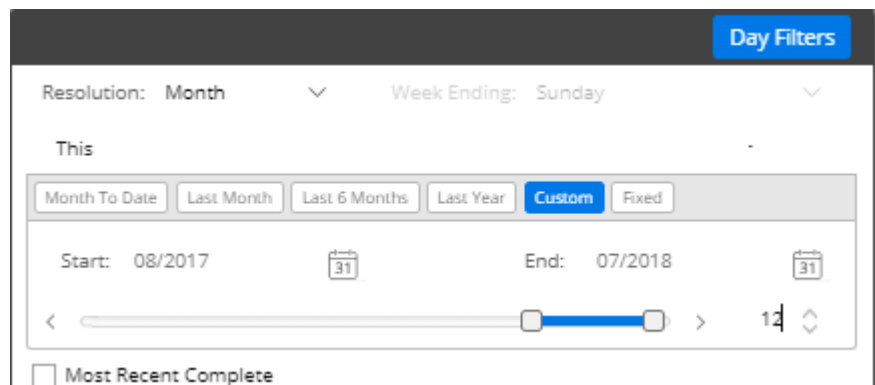 Day Filters
Resolution: Month Week Ending: Sunday
This -
Month To Date Last Month Last 6 Months Last Year Custom Fixed
Start: 08/2017 31 End: 07/2018 31
< > 12
Most Recent Complete